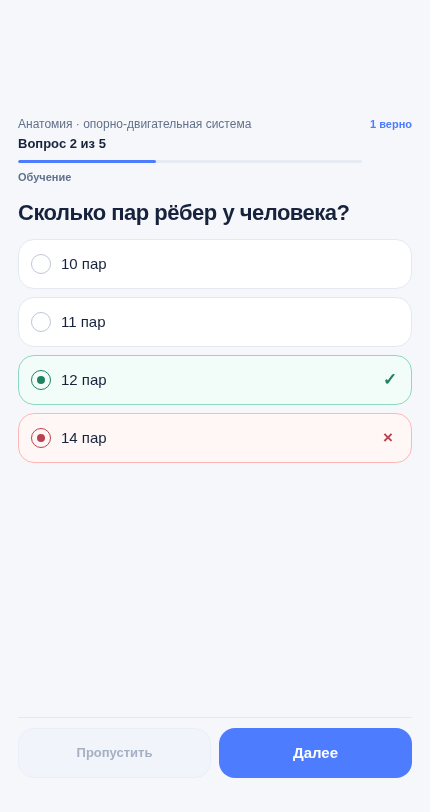 Анатомия · опорно-двигательная система
1 верно
Вопрос 2 из 5
Обучение
Сколько пар рёбер у человека?
10 пар
11 пар
12 пар ✓
14 пар ×
Пропустить
Далее